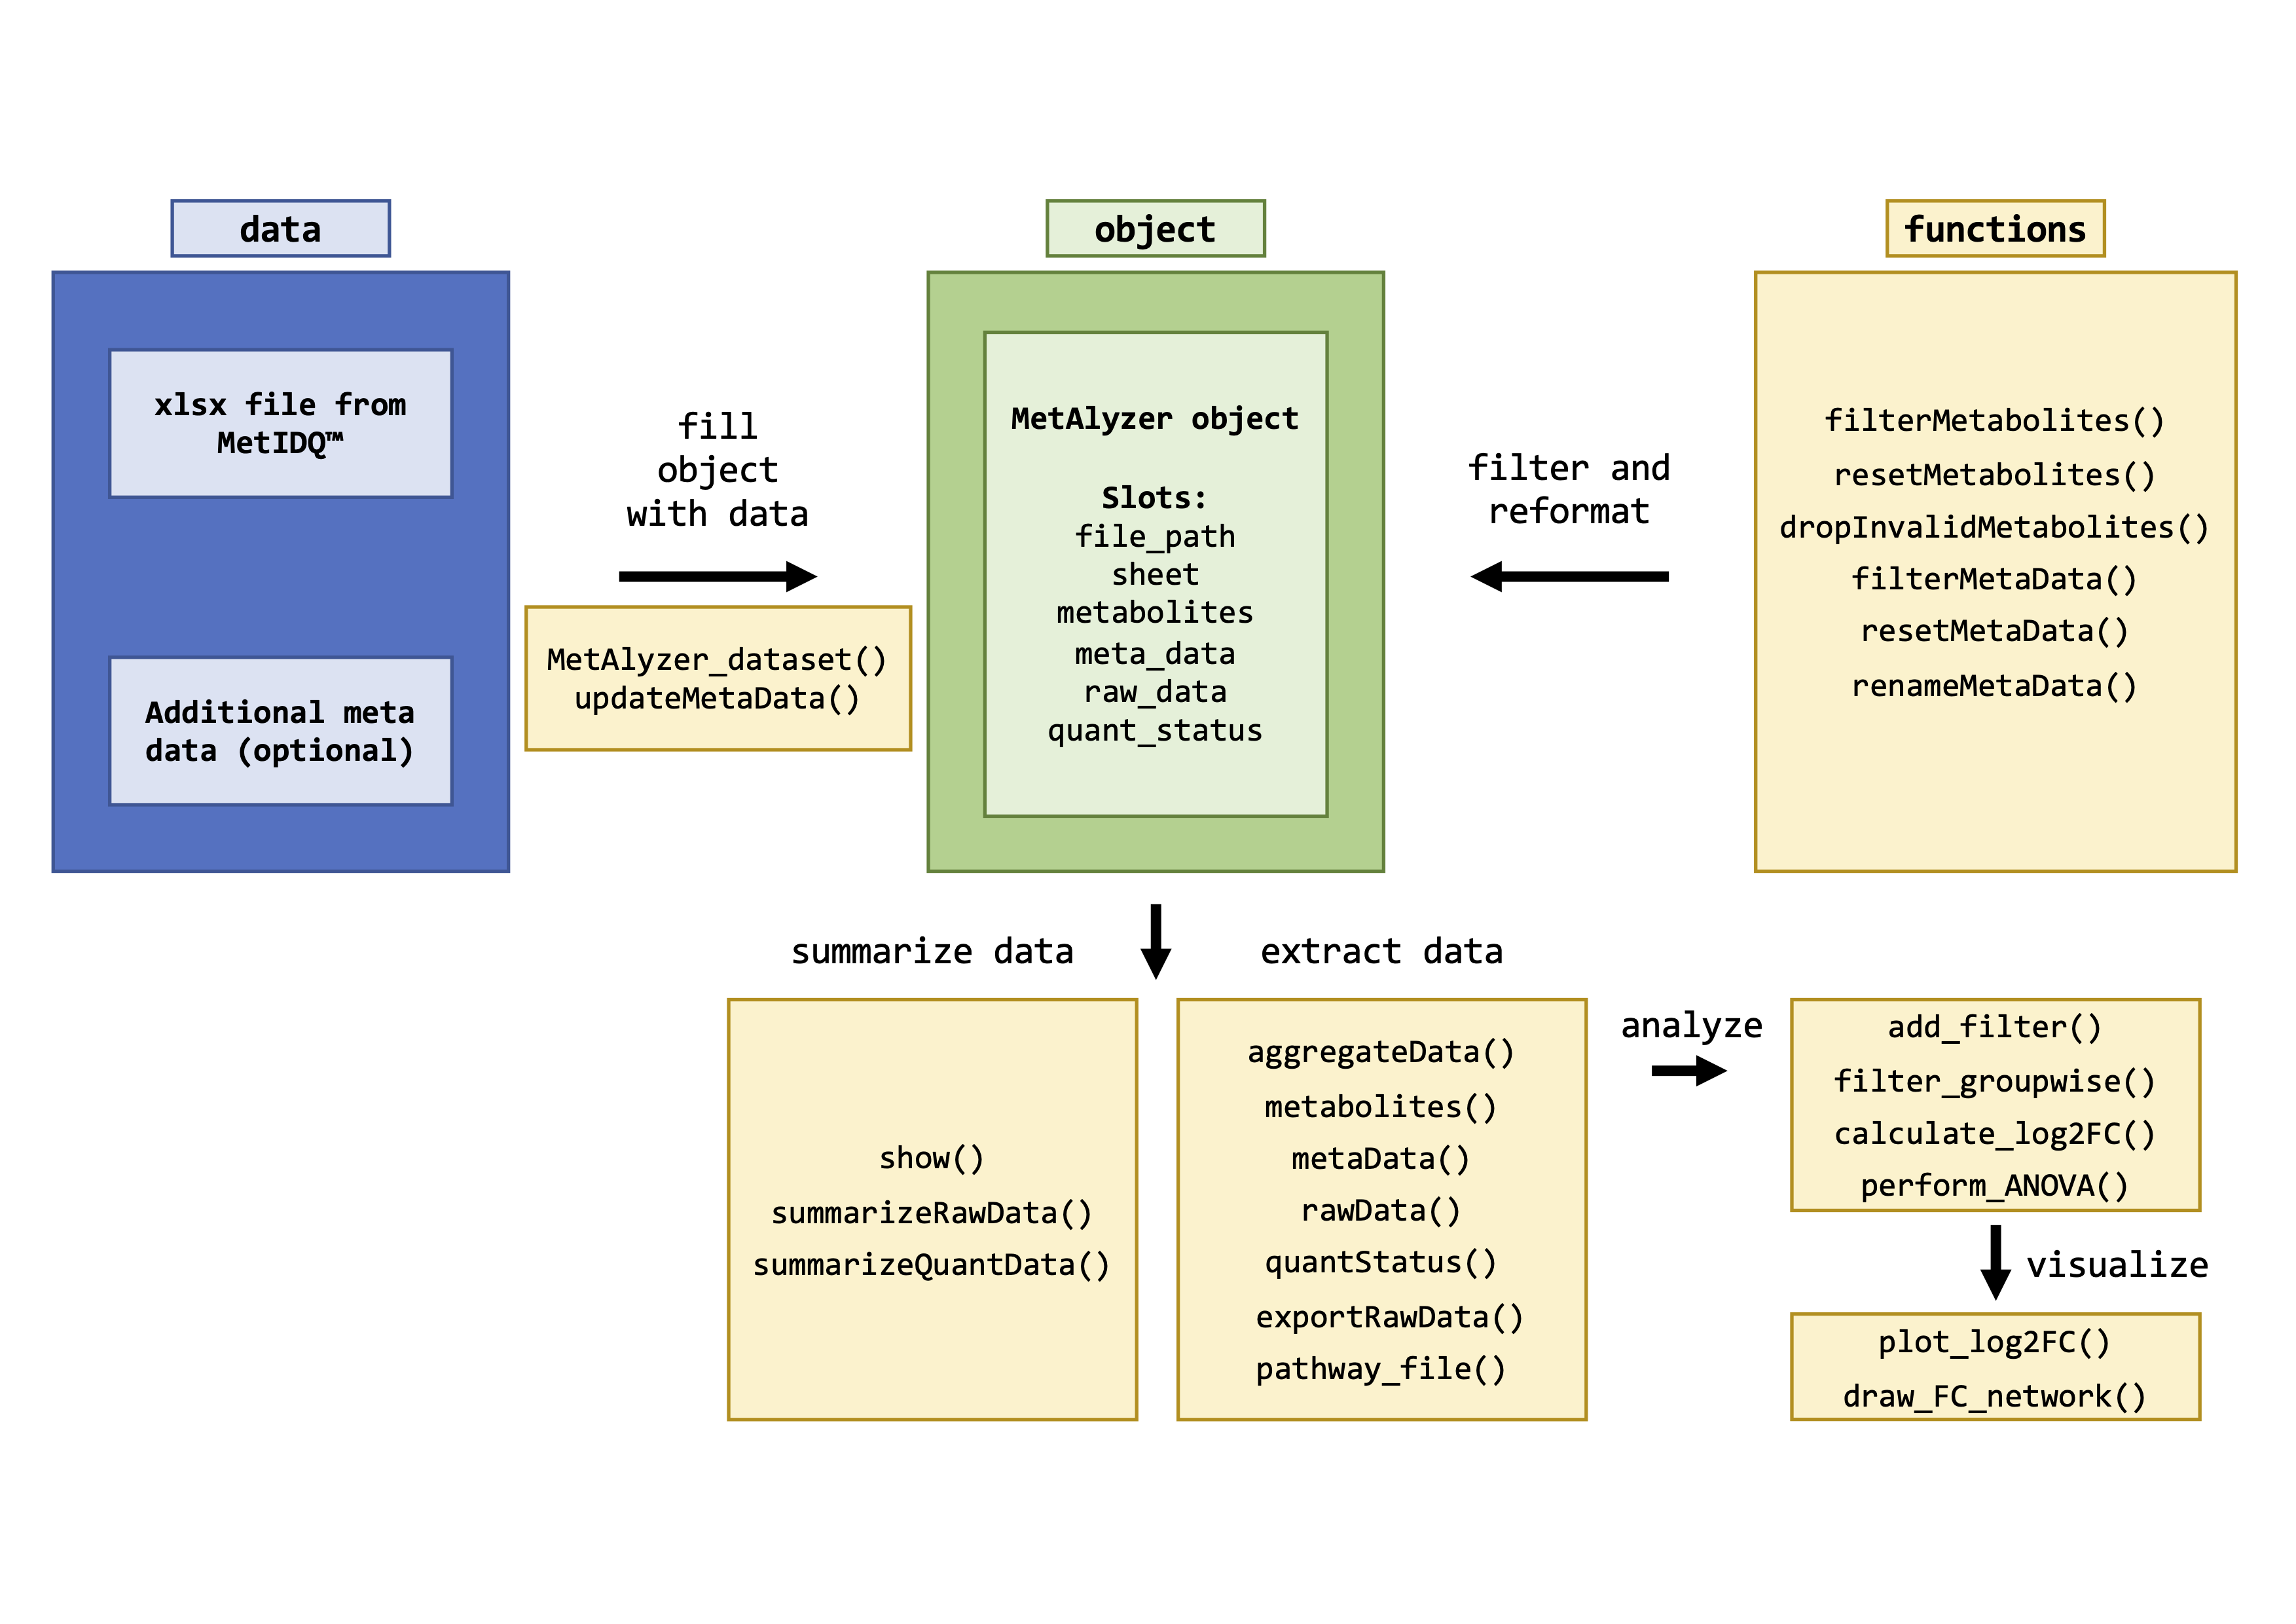 data
xlsx file from
MetIDQ™
Additional meta
data (optional)
fill
object
with data
MetAlyzer_dataset()
updateMetaData()
object
MetAlyzer object
Slots:
file_path
sheet
metabolites
meta_data
raw_data
quant_status
filter and
reformat
functions
filterMetabolites()
resetMetabolites()
dropInvalidMetabolites()
filterMetaData()
resetMetaData()
renameMetaData()
summarize data
show()
summarizeRawData()
summarizeQuantData()
extract data
aggregateData()
metabolites()
metaData()
rawData()
quantStatus()
exportRawData()
pathway_file()
analyze
add_filter()
filter_groupwise()
calculate_log2FC()
perform_ANOVA()
visualize
plot_log2FC()
draw_FC_network()